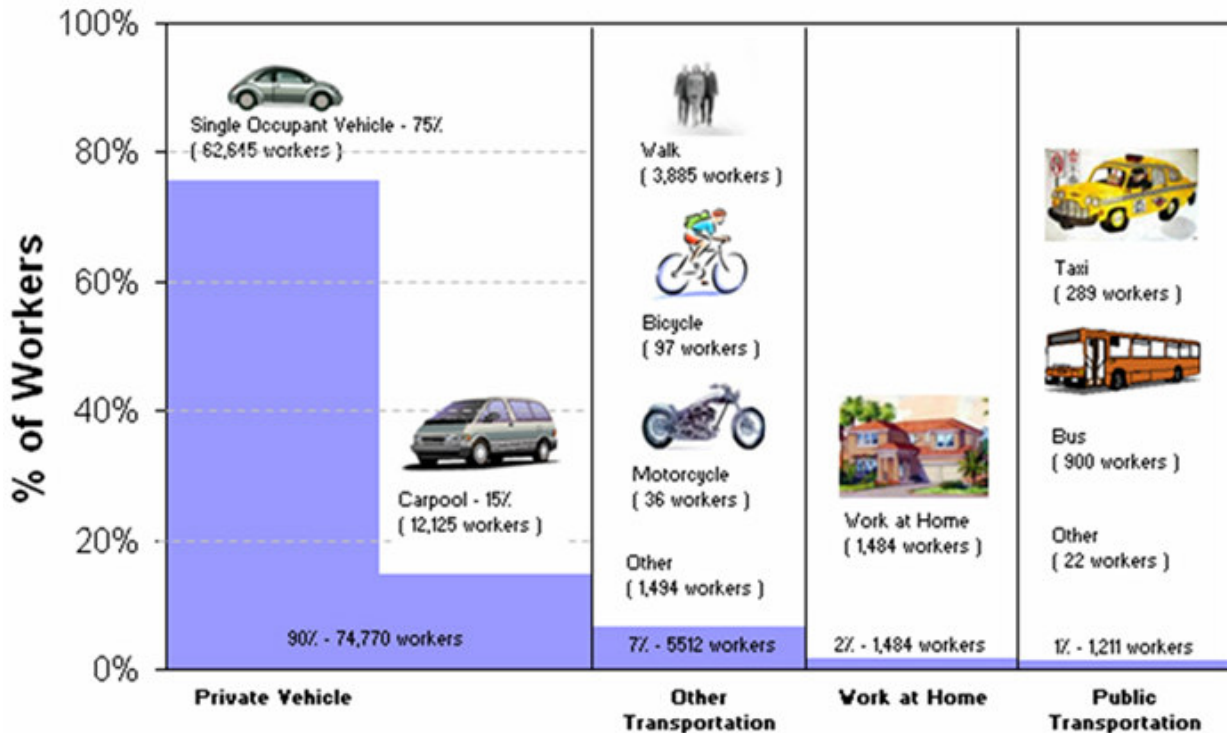 % of Workers
100%
80%
60%
40%
20%
0%
Single Occupant Vehicle - 75%
( 62,645 workers )
Carpool - 15%
( 12,125 workers )
90% - 74,770 workers
Private Vehicle
Walk
( 3,885 workers )
Bicycle
( 97 workers )
Motorcycle
( 36 workers )
Other
( 1,494 workers )
7% - 5512 workers
Other
Transportation
Work at Home
( 1,484 workers )
2% - 1,484 workers
Work at Home
Taxi
( 289 workers )
Bus
( 900 workers )
Other
( 22 workers )
1% - 1,211 workers
Public
Transportation